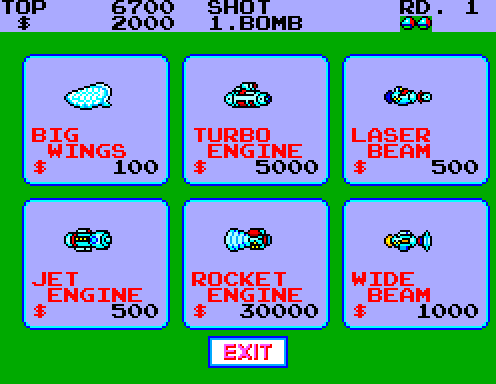 TOP 6700 SHOT RD. 1
$ 2000 1.BOMB
BIG WINGS
$ 100
TURBO ENGINE
$ 5000
LASER BEAM
$ 500
JET ENGINE
$ 500
ROCKET ENGINE
$ 30000
WIDE BEAM
$ 1000
EXIT